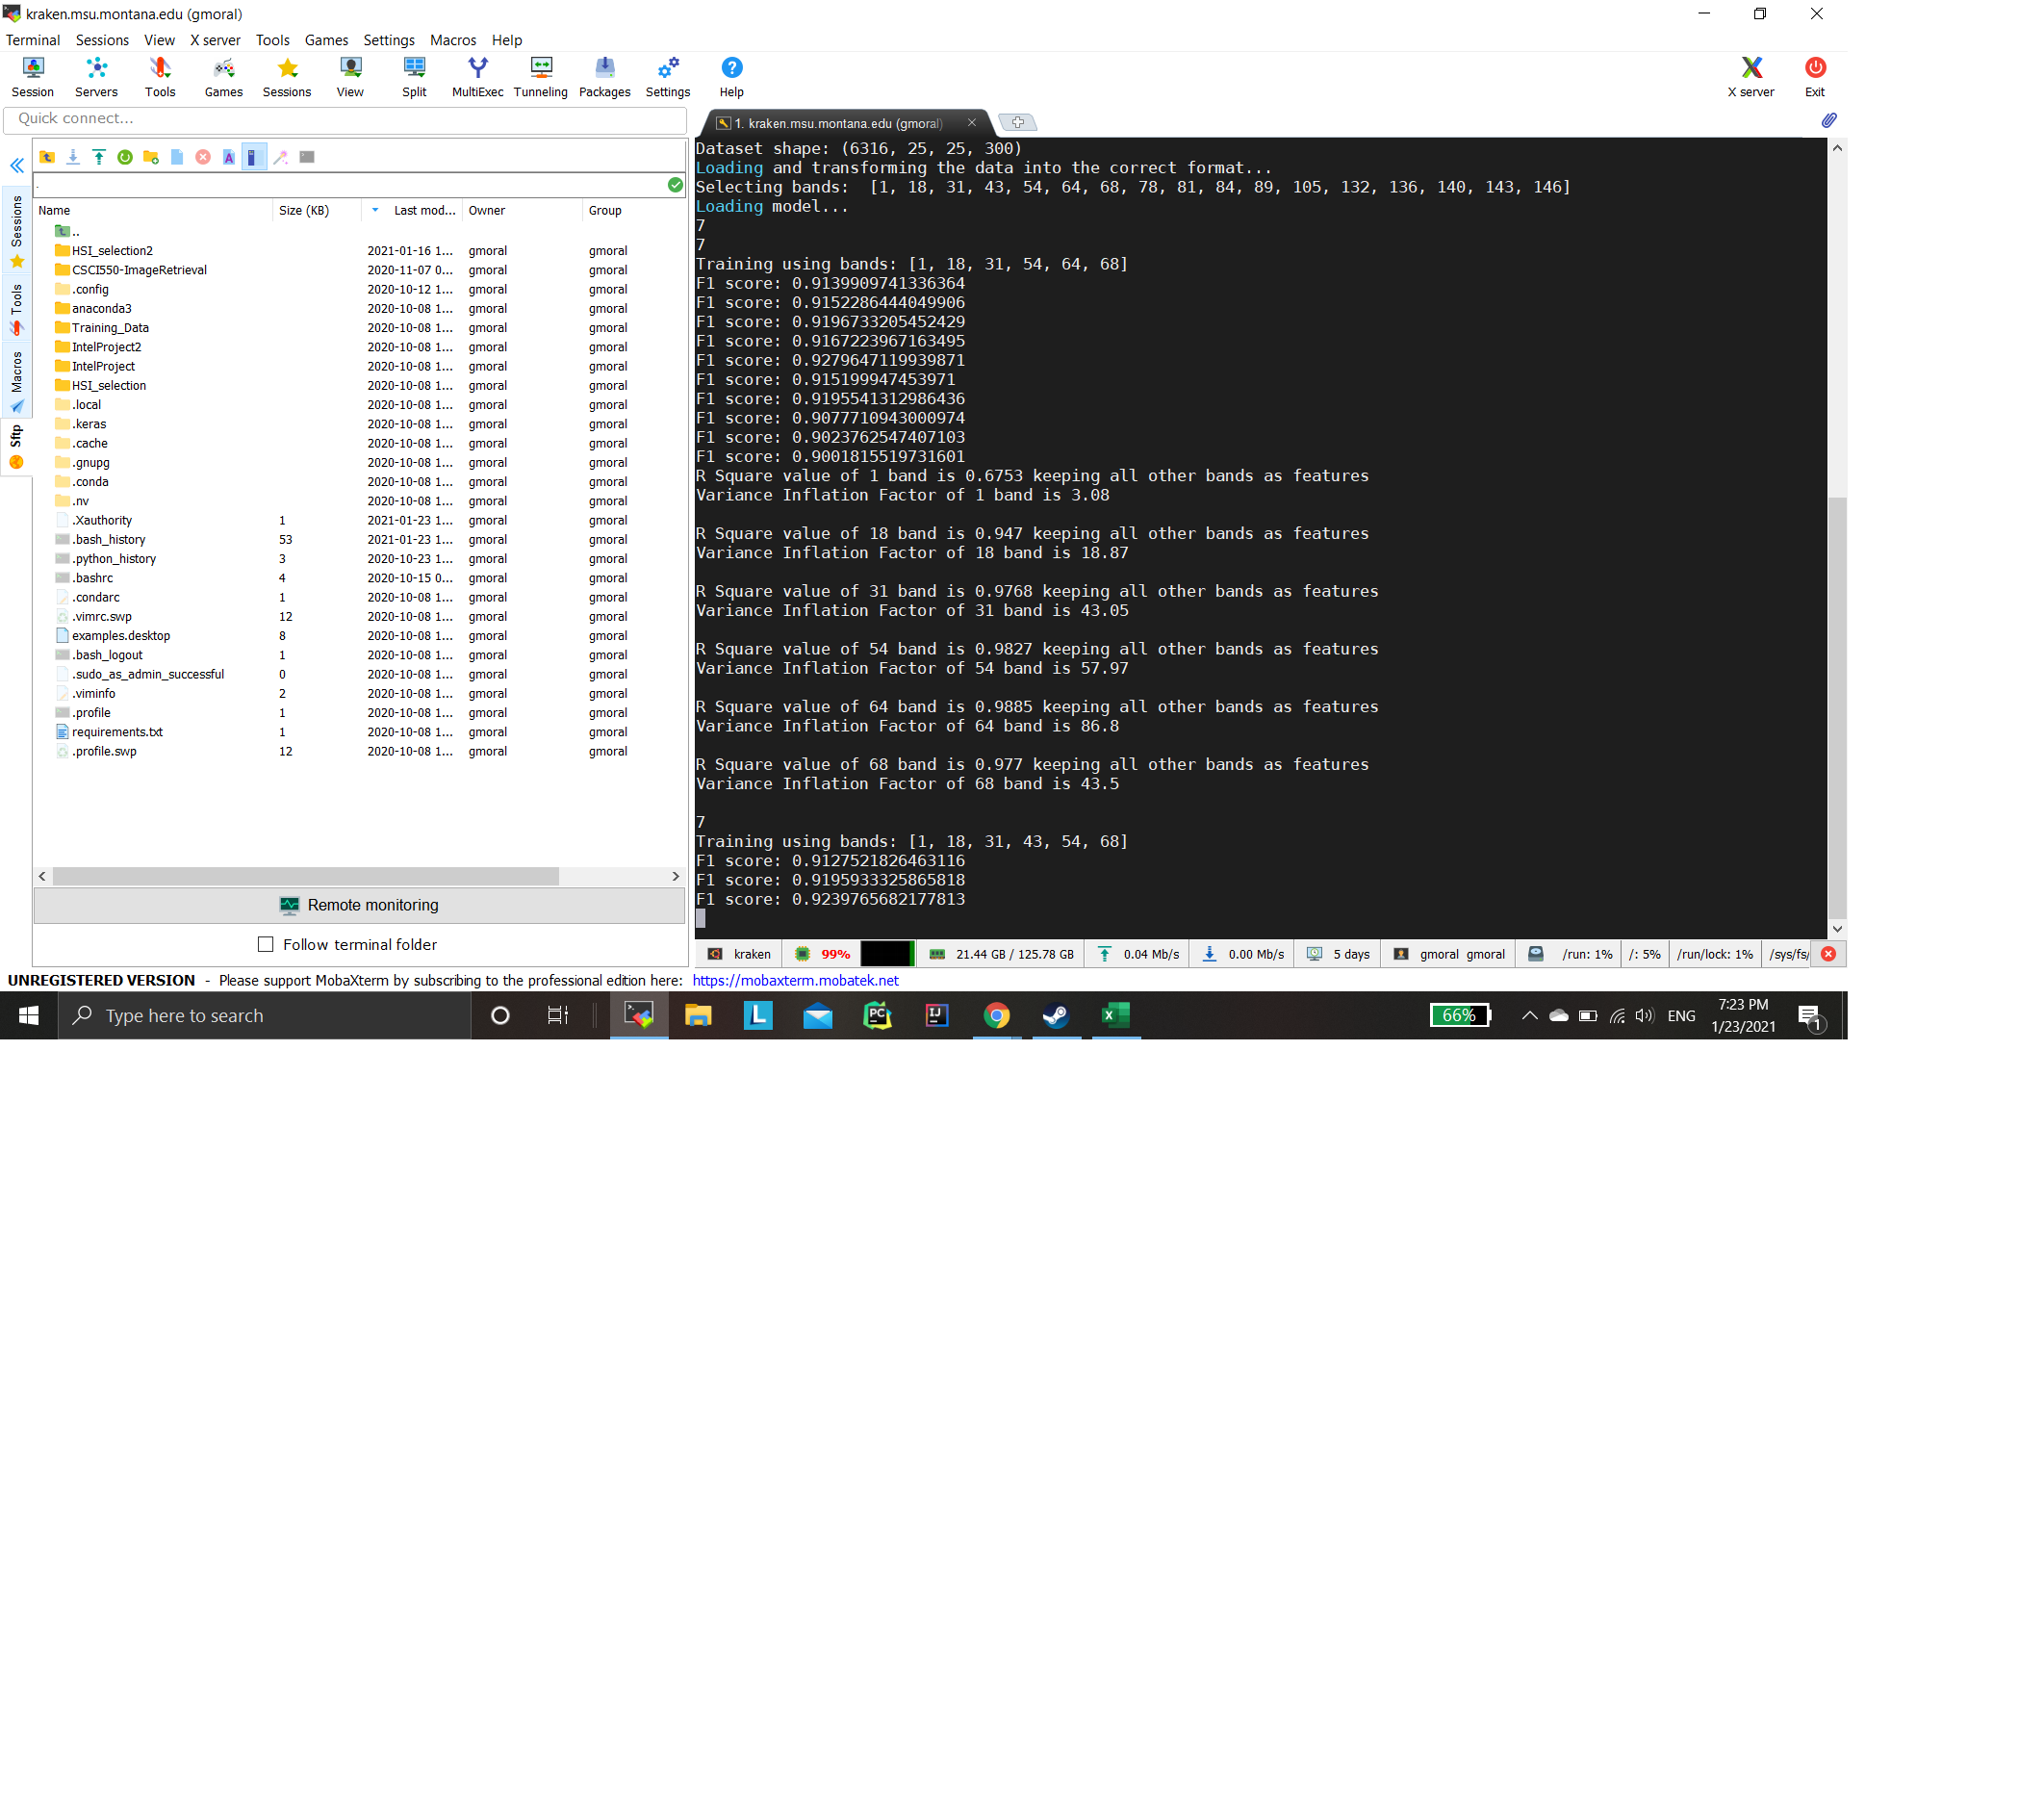 kraken.msu.montana.edu (gmoral)
Terminal Sessions View X server Tools Games Settings Macros Help
Session Servers Tools Games Sessions View Split MultiExec Tunneling Packages Settings Help X server Exit
Quick connect...
1. kraken.msu.montana.edu (gmoral)
Sessions
Tools
Macros
Sftp
.
Name Size (KB) Last mod... Owner Group
..
HSI_selection2 2021-01-16 1... gmoral gmoral
CSCI550-ImageRetrieval 2020-11-07 0... gmoral gmoral
.config 2020-10-12 1... gmoral gmoral
anaconda3 2020-10-08 1... gmoral gmoral
Training_Data 2020-10-08 1... gmoral gmoral
IntelProject2 2020-10-08 1... gmoral gmoral
IntelProject 2020-10-08 1... gmoral gmoral
HSI_selection 2020-10-08 1... gmoral gmoral
.local 2020-10-08 1... gmoral gmoral
.keras 2020-10-08 1... gmoral gmoral
.cache 2020-10-08 1... gmoral gmoral
.gnupg 2020-10-08 1... gmoral gmoral
.conda 2020-10-08 1... gmoral gmoral
.nv 2020-10-08 1... gmoral gmoral
.Xauthority 1 2021-01-23 1... gmoral gmoral
.bash_history 53 2021-01-23 1... gmoral gmoral
.python_history 3 2020-10-23 1... gmoral gmoral
.bashrc 4 2020-10-15 0... gmoral gmoral
.condarc 1 2020-10-08 1... gmoral gmoral
.vimrc.swp 12 2020-10-08 1... gmoral gmoral
examples.desktop 8 2020-10-08 1... gmoral gmoral
.bash_logout 1 2020-10-08 1... gmoral gmoral
.sudo_as_admin_successful 0 2020-10-08 1... gmoral gmoral
.viminfo 2 2020-10-08 1... gmoral gmoral
.profile 1 2020-10-08 1... gmoral gmoral
requirements.txt 1 2020-10-08 1... gmoral gmoral
.profile.swp 12 2020-10-08 1... gmoral gmoral
Remote monitoring
Follow terminal folder
Dataset shape: (6316, 25, 25, 300)
Loading and transforming the data into the correct format...
Selecting bands:  [1, 18, 31, 43, 54, 64, 68, 78, 81, 84, 89, 105, 132, 136, 140, 143, 146]
Loading model...
7
7
Training using bands: [1, 18, 31, 54, 64, 68]
F1 score: 0.9139909741336364
F1 score: 0.9152286444049906
F1 score: 0.9196733205452429
F1 score: 0.9167223967163495
F1 score: 0.9279647119939871
F1 score: 0.915199947453971
F1 score: 0.9195541312986436
F1 score: 0.9077710943000974
F1 score: 0.9023762547407103
F1 score: 0.9001815519731601
R Square value of 1 band is 0.6753 keeping all other bands as features
Variance Inflation Factor of 1 band is 3.08
R Square value of 18 band is 0.947 keeping all other bands as features
Variance Inflation Factor of 18 band is 18.87
R Square value of 31 band is 0.9768 keeping all other bands as features
Variance Inflation Factor of 31 band is 43.05
R Square value of 54 band is 0.9827 keeping all other bands as features
Variance Inflation Factor of 54 band is 57.97
R Square value of 64 band is 0.9885 keeping all other bands as features
Variance Inflation Factor of 64 band is 86.8
R Square value of 68 band is 0.977 keeping all other bands as features
Variance Inflation Factor of 68 band is 43.5
7
Training using bands: [1, 18, 31, 43, 54, 68]
F1 score: 0.9127521826463116
F1 score: 0.9195933325865818
F1 score: 0.9239765682177813
kraken 99% 21.44 GB / 125.78 GB 0.04 Mb/s 0.00 Mb/s 5 days gmoral gmoral /run: 1% /: 5% /run/lock: 1% /sys/fs/
UNREGISTERED VERSION - Please support MobaXterm by subscribing to the professional edition here: https://mobaxterm.mobatek.net
Type here to search
L
PC
IJ
X
66%
ENG
7:23 PM
1/23/2021
1